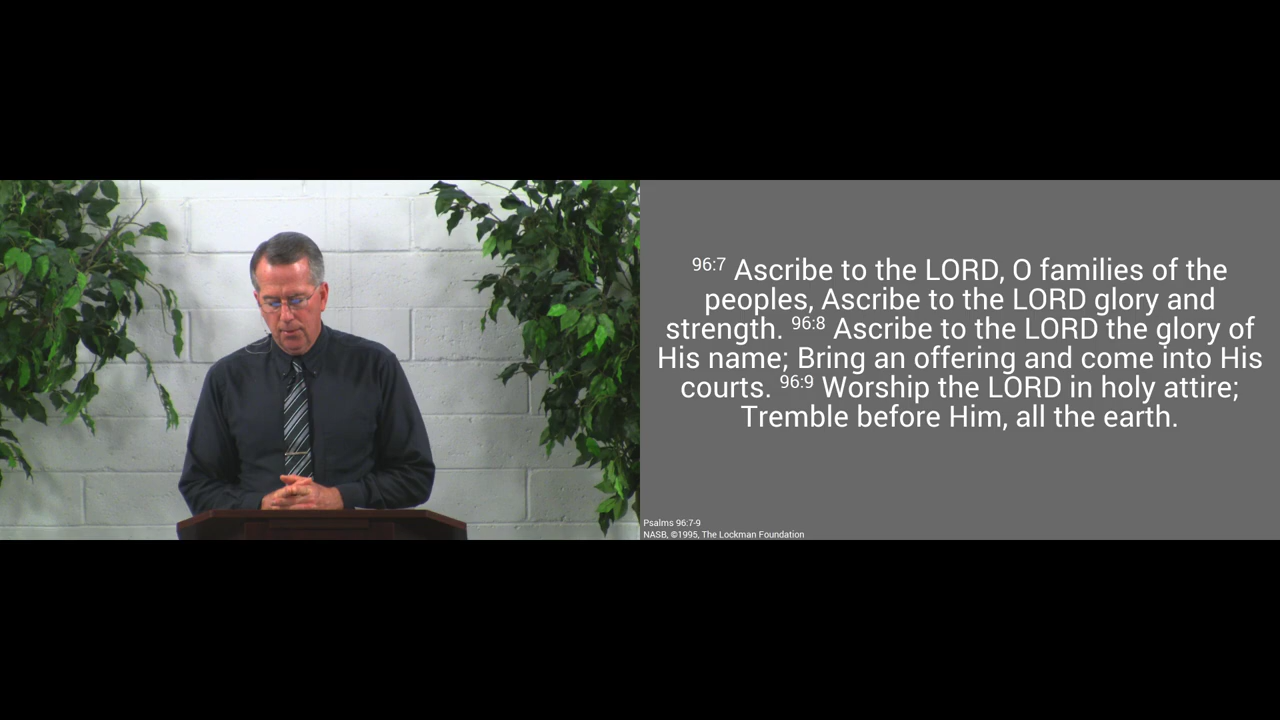 96:7 Ascribe to the LORD, O families of the
peoples, Ascribe to the LORD glory and
strength. 96:8 Ascribe to the LORD the glory of
His name; Bring an offering and come into His
courts. 96:9 Worship the LORD in holy attire;
Tremble before Him, all the earth.
Psalms 96:7-9
NASB, ©1995, The Lockman Foundation